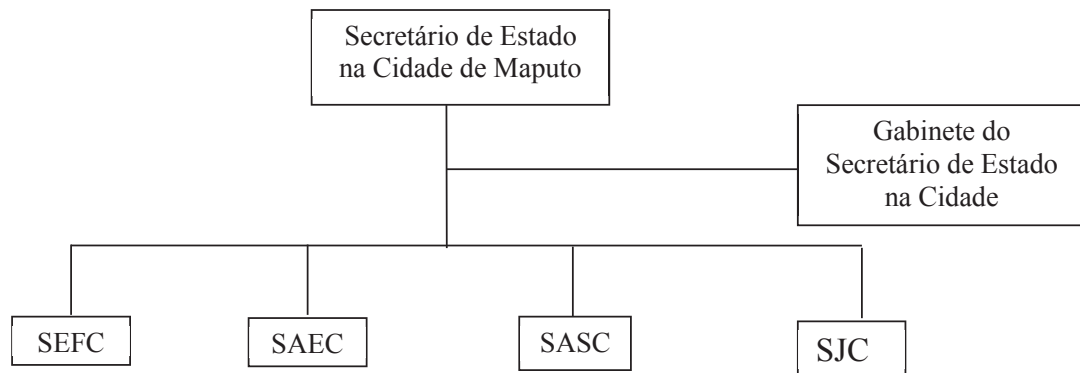 Secretário de Estado
na Cidade de Maputo
Gabinete do
Secretário de Estado
na Cidade
SEFC
SAEC
SASC
SJC